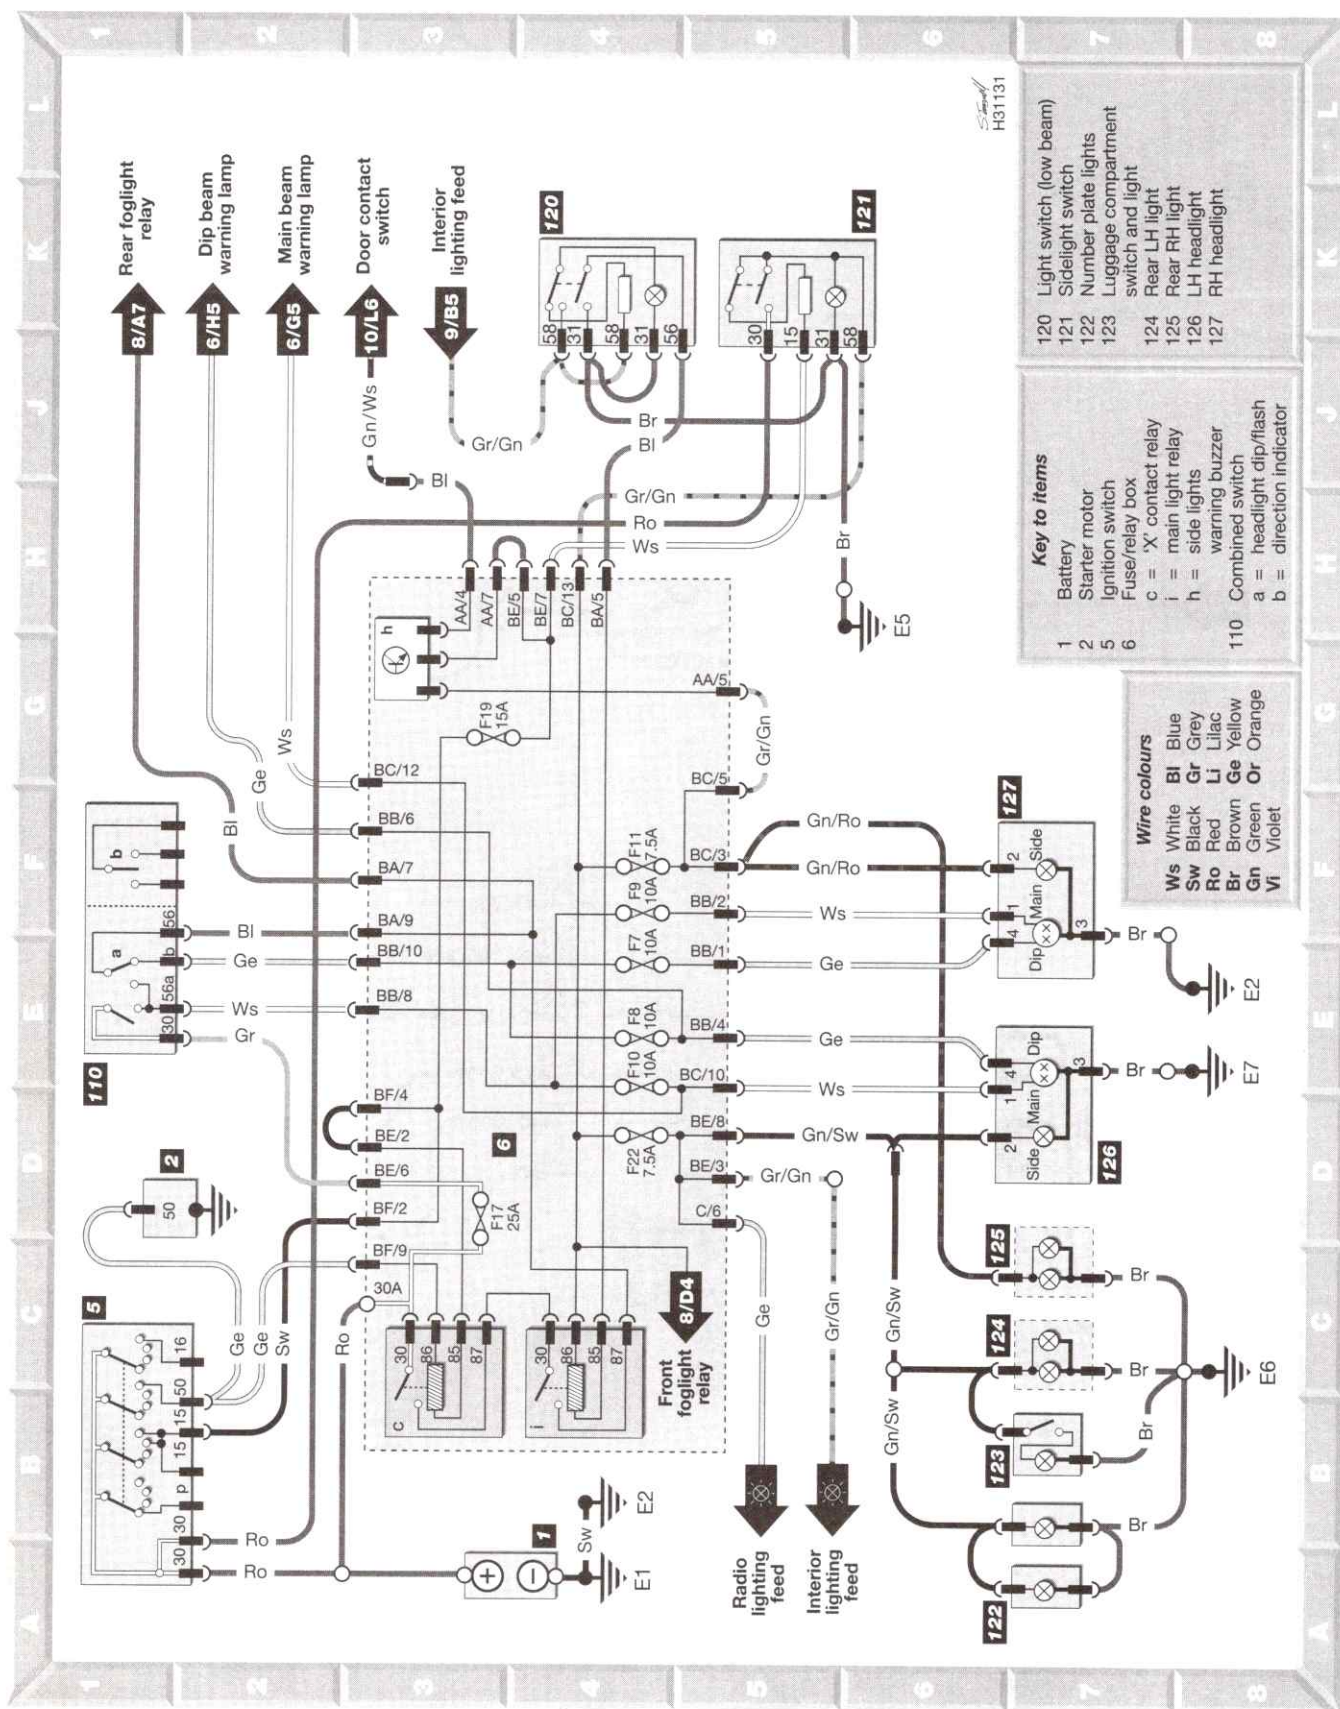 1 2 3 4 5 6 7 8
L
K
J
H
G
F
E
D
C
B
A
8/A7
Rear foglight
relay
6/H5
Dip beam
warning lamp
6/G5
Main beam
warning lamp
10/L6
Door contact
switch
9/B5
Interior
lighting feed
Gn/Ws
Bl
Gr/Gn
120
58
31
58
31
56
121
30
15
31
58
Br
Bl
Gr/Gn
Ro
Ws
Br
E5
110
a
b
30
56a
b
56
Bl
Ge
Ws
Bl
Ge
Ws
Gr
2
50
5
30
30
p
15
15
50
16
Ro
Ro
Ge
Ge
Sw
Ro
1
Sw
E1
E2
6
30A
BF/9
BF/2
BE/6
BE/2
BF/4
BB/8
BB/10
BA/9
BA/7
BB/6
BC/12
h
AA/4
AA/7
BE/5
BE/7
BC/13
BA/5
AA/5
BC/5
BC/3
BB/2
BB/1
BB/4
BC/10
BE/8
BE/3
C/6
F19
15A
F17
25A
F11
7.5A
F9
10A
F7
10A
F8
10A
F10
10A
F22
7.5A
c
30
86
85
87
i
30
86
85
87
8/D4
Front
foglight
relay
Gr/Gn
Gn/Ro
Gn/Ro
Ws
Ge
Ge
Ws
Gn/Sw
Gr/Gn
Ge
Gr/Gn
Gn/Sw
Gn/Sw
Radio
lighting
feed
Interior
lighting
feed
127
2
1
4
3
Side
Main
Dip
Br
E2
126
4
1
2
3
Dip
Main
Side
Br
E7
125
Br
124
Br
123
Br
122
Br
E6
Key to items
1 Battery
2 Starter motor
5 Ignition switch
6 Fuse/relay box
c = 'X' contact relay
i = main light relay
h = side lights
warning buzzer
110 Combined switch
a = headlight dip/flash
b = direction indicator
120 Light switch (low beam)
121 Sidelight switch
122 Number plate lights
123 Luggage compartment
switch and light
124 Rear LH light
125 Rear RH light
126 LH headlight
127 RH headlight
Wire colours
Ws White Bl Blue
Sw Black Gr Grey
Ro Red Li Lilac
Br Brown Ge Yellow
Gn Green Or Orange
Vi Violet
H31131